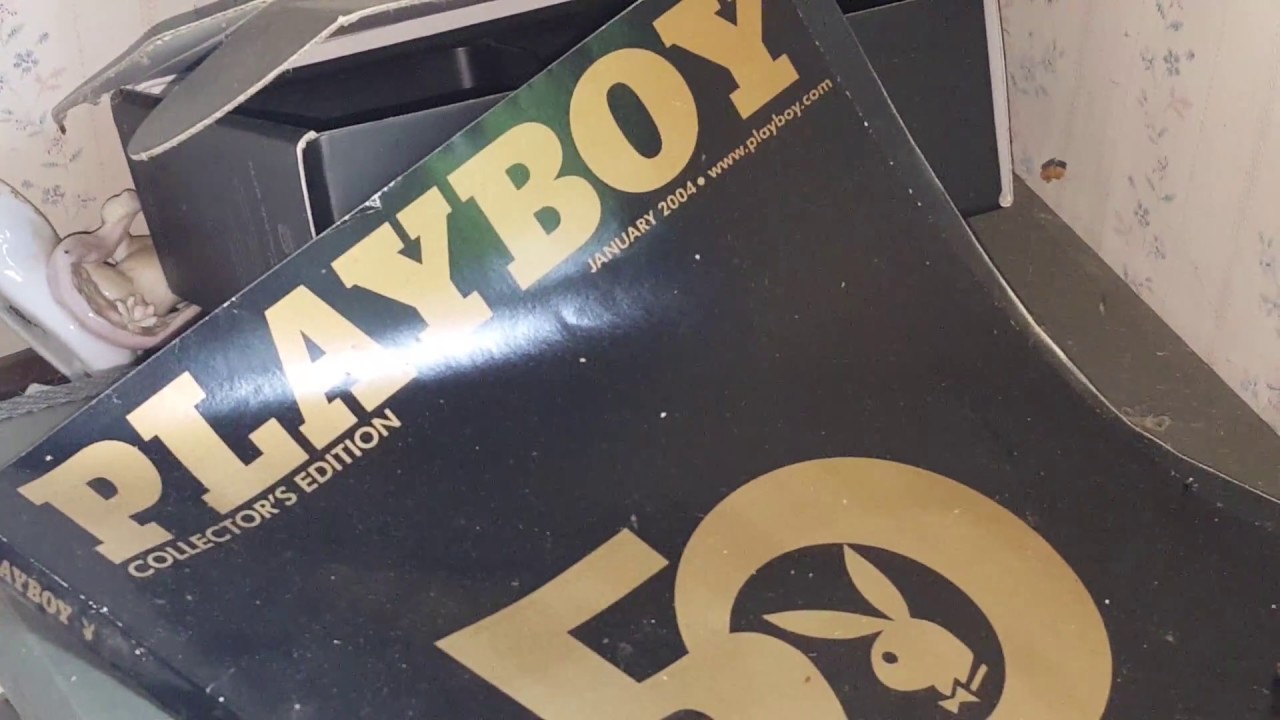 PLAYBOY
JANUARY 2004 • www.playboy.com
COLLECTOR'S EDITION
50
AYBOY